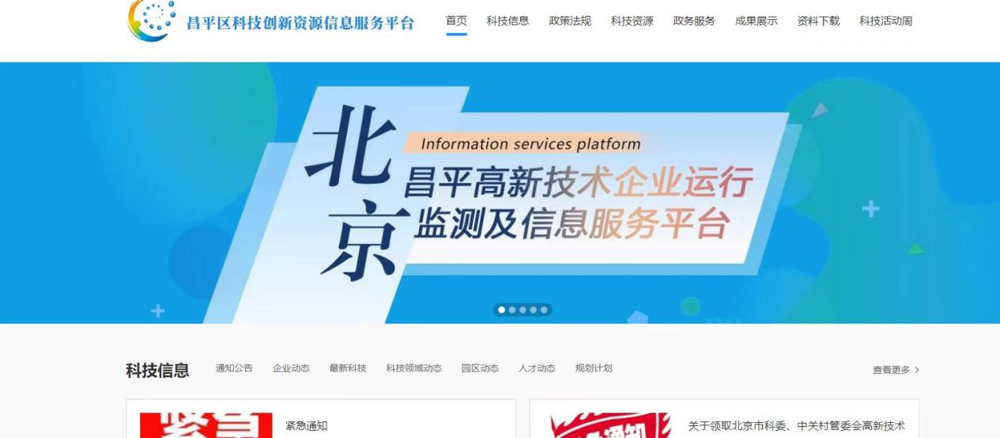 昌平区科技创新资源信息服务平台
首页 科技信息 政策法规 科技资源 政务服务 成果展示 资料下载 科技活动周
北京
Information services platform
昌平高新技术企业运行
监测及信息服务平台
科技信息 通知公告 企业动态 最新科技 科技领域动态 园区动态 人才动态 规划计划 查看更多 >
紧急通知
关于领取北京市科委、中关村管委会高新技术